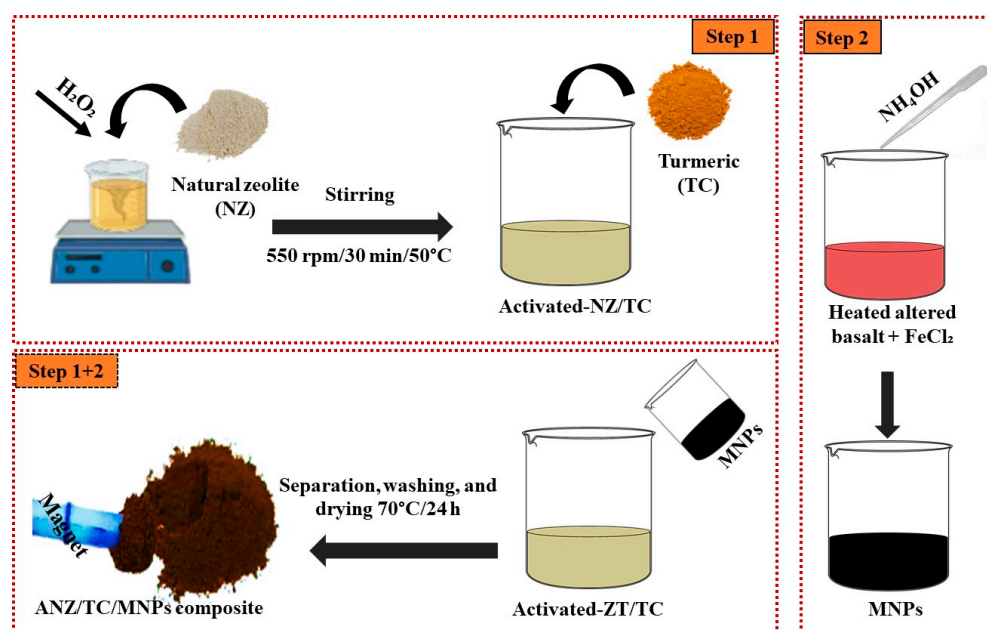 Step 1
H₂O₂
Natural zeolite
(NZ)
Stirring
550 rpm/30 min/50°C
Turmeric
(TC)
Activated-NZ/TC
Step 2
NH₄OH
Heated altered
basalt + FeCl₂
MNPs
Step 1+2
MNPs
Activated-ZT/TC
Separation, washing, and
drying 70°C/24 h
Magnet
ANZ/TC/MNPs composite